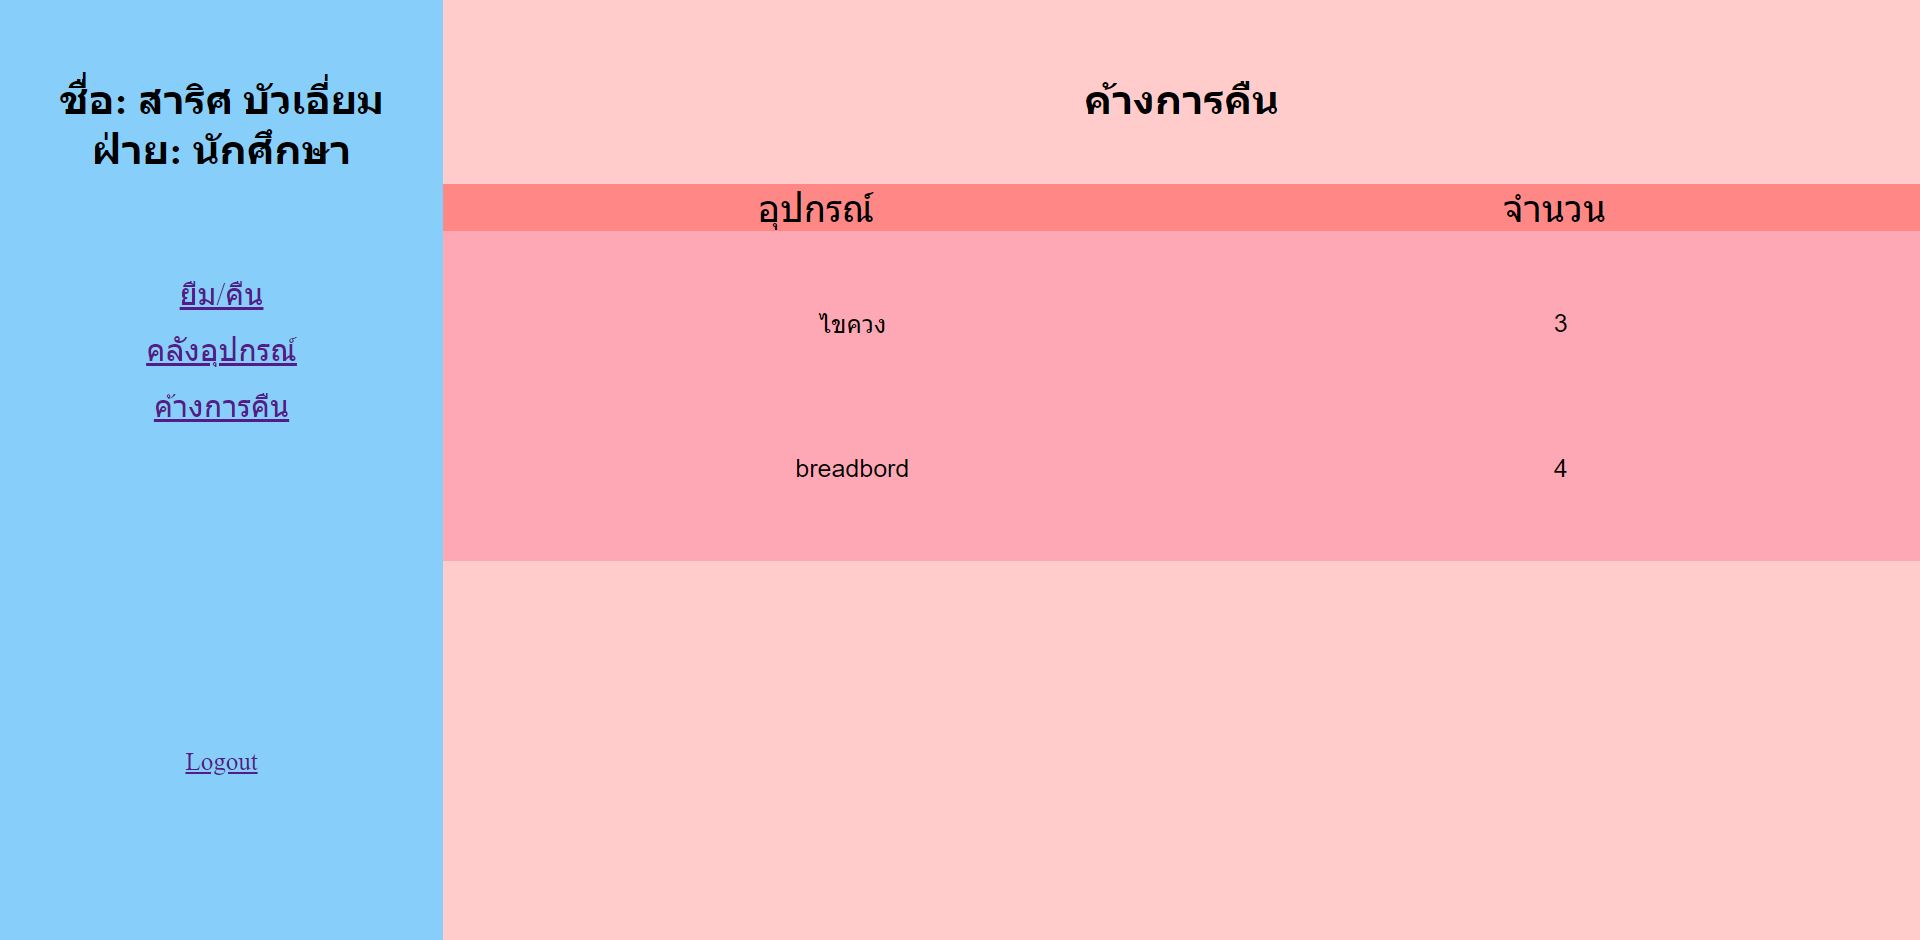 ชื่อ: สาริศ บัวเอี่ยม
ฝ่าย: นักศึกษา
ยืม/คืน
คลังอุปกรณ์
ค้างการคืน
Logout
ค้างการคืน
อุปกรณ์ จำนวน
ไขควง 3
breadbord 4